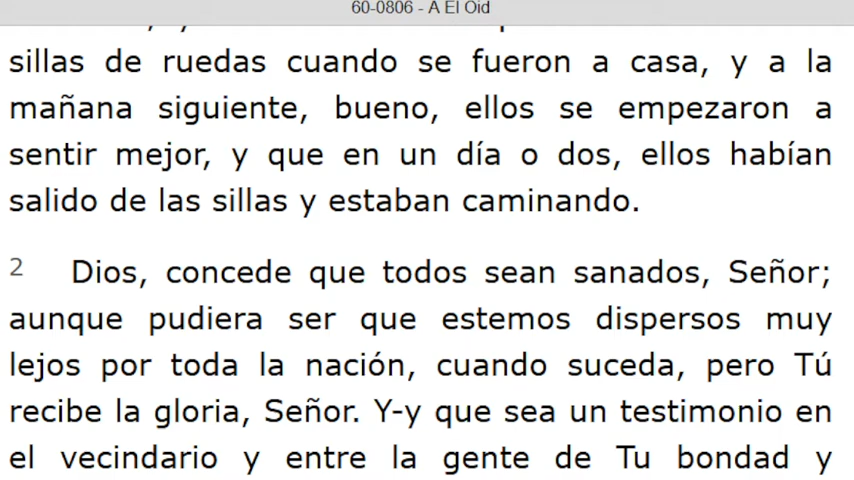 60-0806 - A El Oid
sillas de ruedas cuando se fueron a casa, y a la
mañana siguiente, bueno, ellos se empezaron a
sentir mejor, y que en un día o dos, ellos habían
salido de las sillas y estaban caminando.
2 Dios, concede que todos sean sanados, Señor;
aunque pudiera ser que estemos dispersos muy
lejos por toda la nación, cuando suceda, pero Tú
recibe la gloria, Señor. Y-y que sea un testimonio en
el vecindario y entre la gente de Tu bondad y